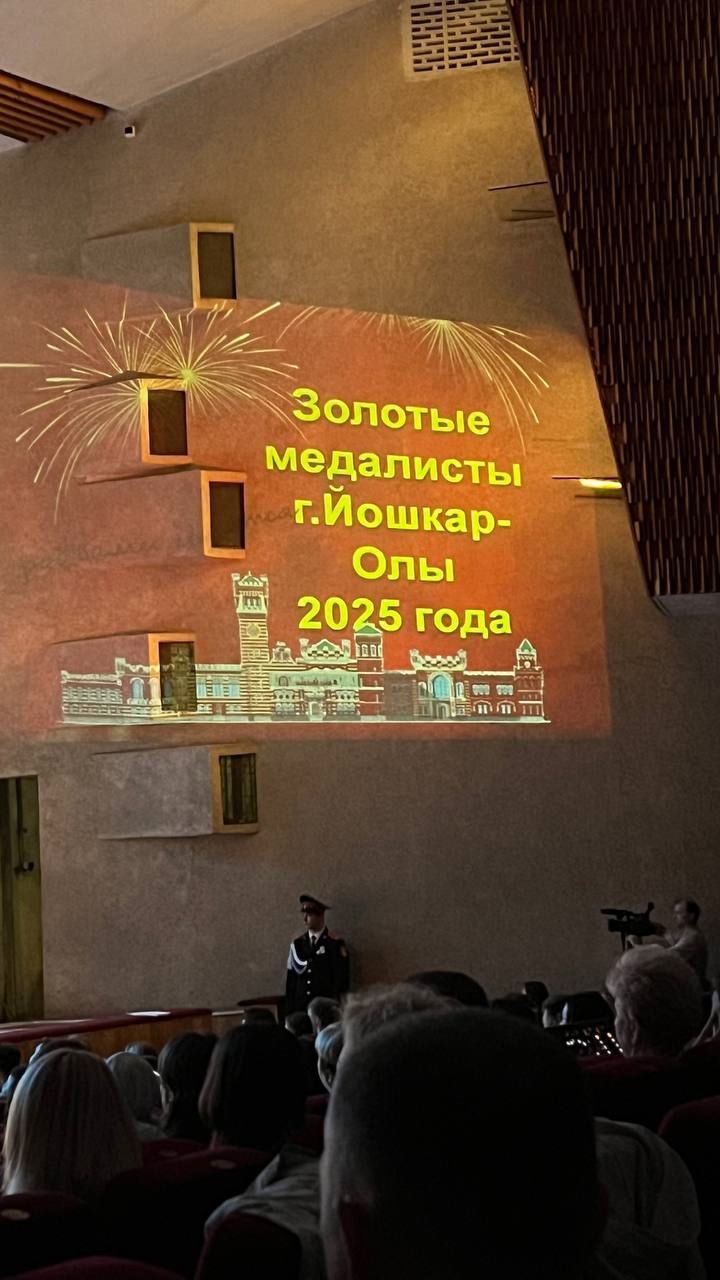 Золотые
медалисты
г.Йошкар-
Олы
2025 года